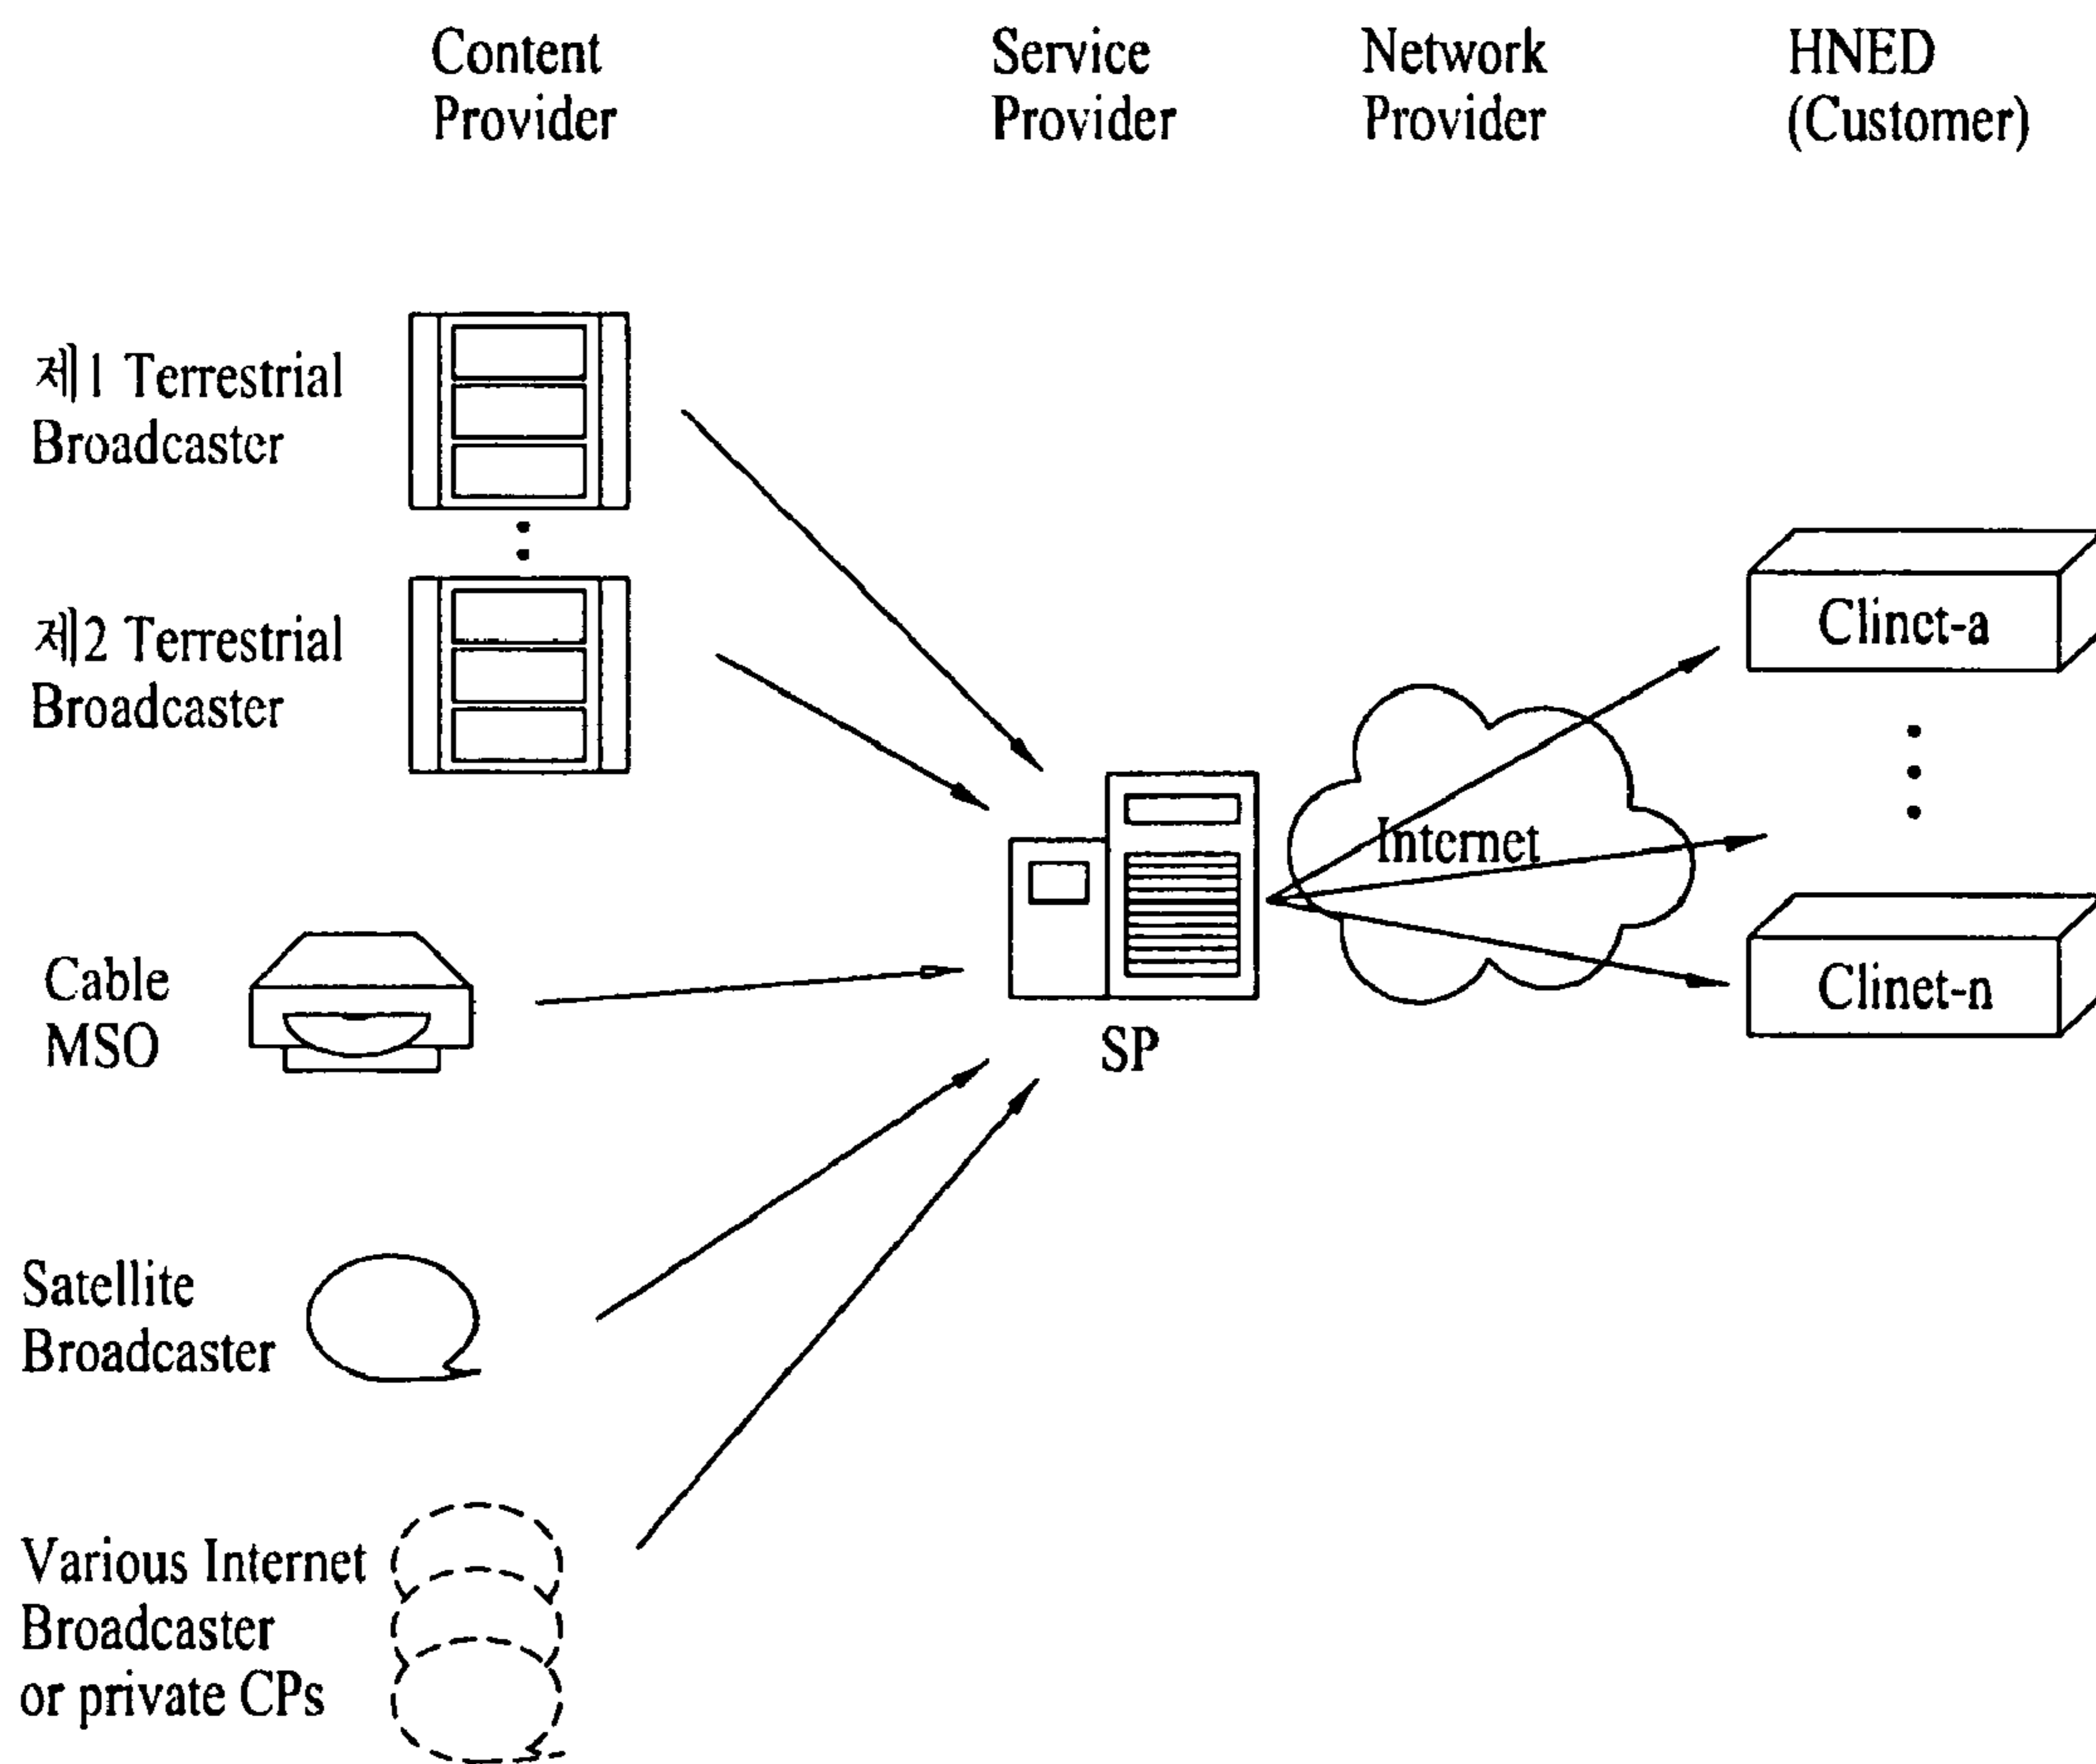 Content
Provider
Service
Provider
Network
Provider
HNED
(Customer)
제1 Terrestrial
Broadcaster
제2 Terrestrial
Broadcaster
Cable
MSO
Satellite
Broadcaster
Various Internet
Broadcaster
or private CPs
SP
Internet
Clinct-a
Clinet-n